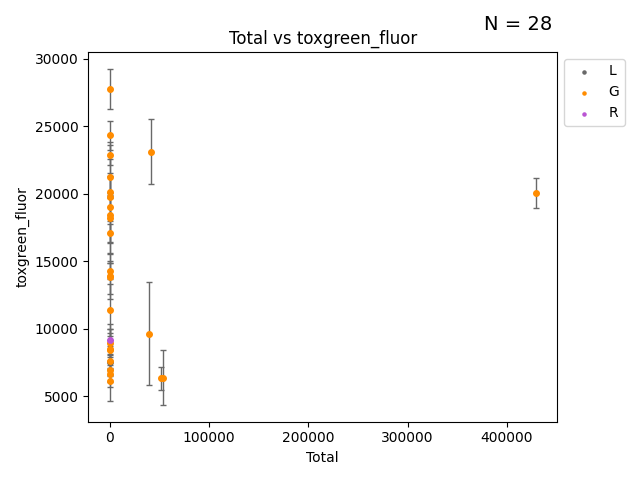 N = 28
Total vs toxgreen_fluor
30000
25000
20000
15000
10000
5000
toxgreen_fluor
0
100000
200000
300000
400000
Total
L
G
R